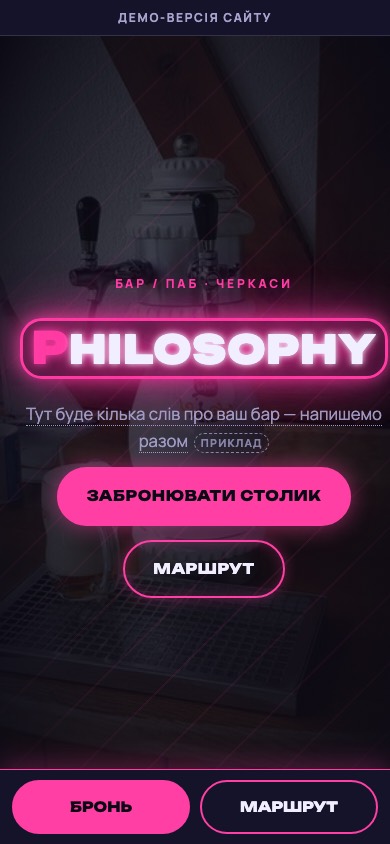 ДЕМО-ВЕРСІЯ САЙТУ
БАР / ПАБ · ЧЕРКАСИ
PHILOSOPHY
Тут буде кілька слів про ваш бар — напишемо
разом ПРИКЛАД
ЗАБРОНЮВАТИ СТОЛИК
МАРШРУТ
БРОНЬ МАРШРУТ